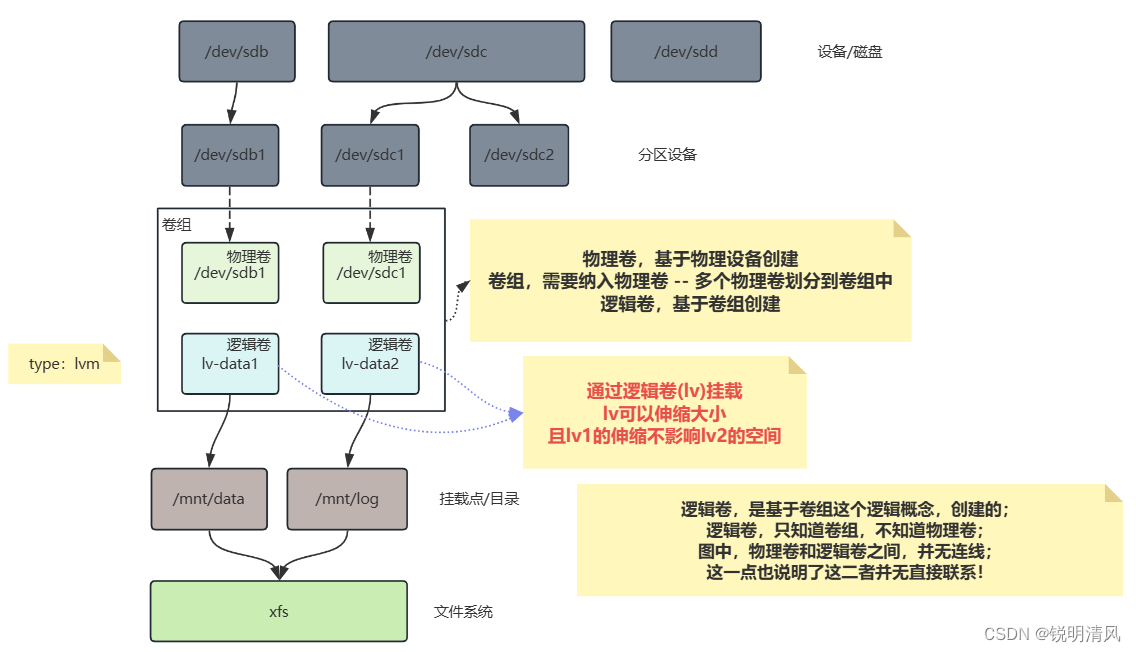 /dev/sdb
/dev/sdc
/dev/sdd
设备/磁盘
/dev/sdb1
/dev/sdc1
/dev/sdc2
分区设备
卷组
物理卷
/dev/sdb1
物理卷
/dev/sdc1
物理卷，基于物理设备创建
卷组，需要纳入物理卷 -- 多个物理卷划分到卷组中
逻辑卷，基于卷组创建
type：lvm
逻辑卷
lv-data1
逻辑卷
lv-data2
通过逻辑卷(lv)挂载
lv可以伸缩大小
且lv1的伸缩不影响lv2的空间
/mnt/data
/mnt/log
挂载点/目录
逻辑卷，是基于卷组这个逻辑概念，创建的；
逻辑卷，只知道卷组，不知道物理卷；
图中，物理卷和逻辑卷之间，并无连线；
这一点也说明了这二者并无直接联系！
xfs
文件系统
CSDN @锐明清风